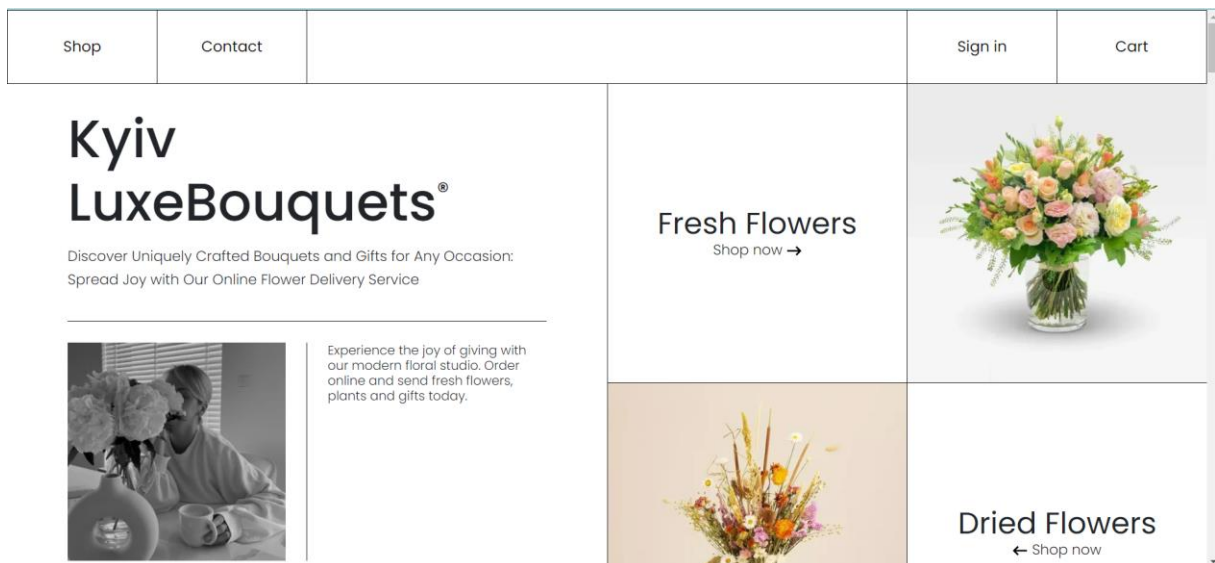 Shop
Contact
Sign in
Cart
Kyiv
LuxeBouquets®
Discover Uniquely Crafted Bouquets and Gifts for Any Occasion:
Spread Joy with Our Online Flower Delivery Service
Experience the joy of giving with
our modern floral studio. Order
online and send fresh flowers,
plants and gifts today.
Fresh Flowers
Shop now →
Dried Flowers
← Shop now